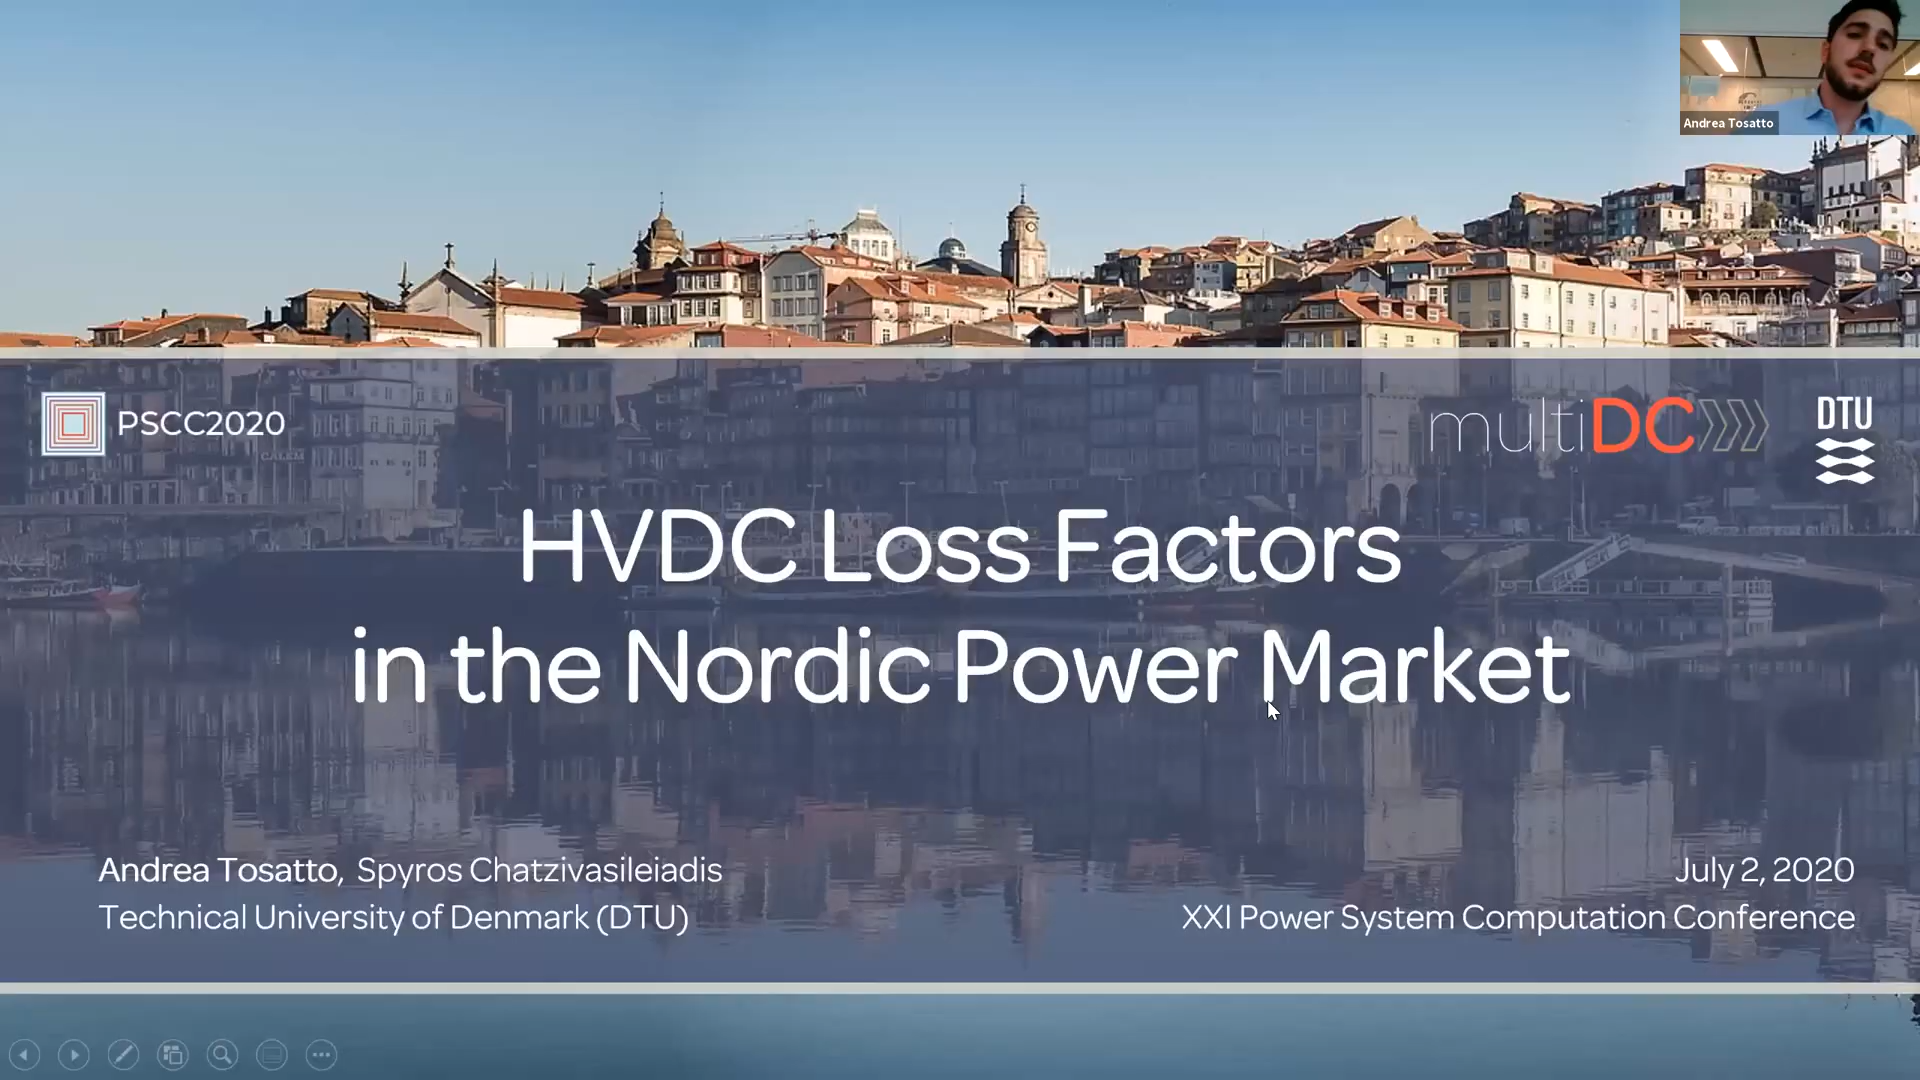 Andrea Tosatto
PSCC2020
multiDC
DTU
HVDC Loss Factors
in the Nordic Power Market
Andrea Tosatto, Spyros Chatzivasileiadis
Technical University of Denmark (DTU)
July 2, 2020
XXI Power System Computation Conference